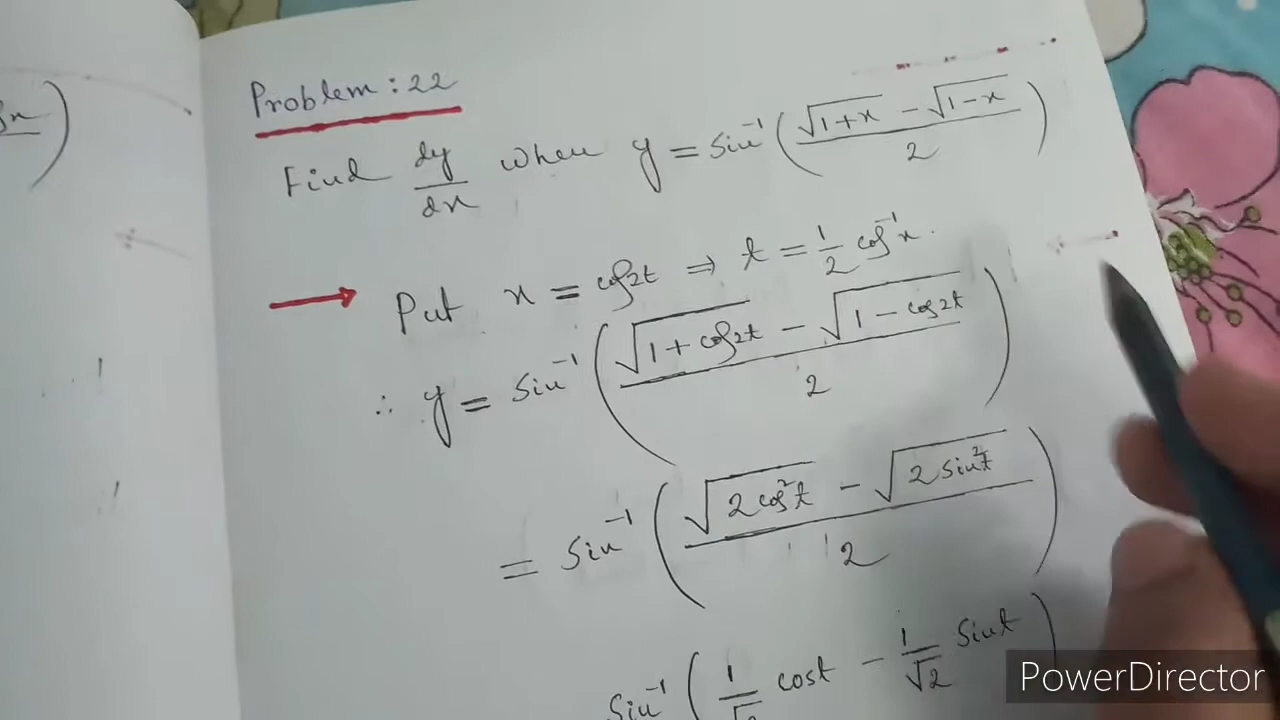 Problem : 22
Find dy/dx when y = sin⁻¹( (√(1+x) − √(1−x)) / 2 )
Put x = cos2t ⇒ t = 1/2 cos⁻¹x.
∴ y = sin⁻¹( (√(1+cos2t) − √(1−cos2t)) / 2 )
= sin⁻¹( (√(2cos²t) − √(2sin²t)) / 2 )
sin⁻¹( 1/√2 cost − 1/√2 sint )
PowerDirector